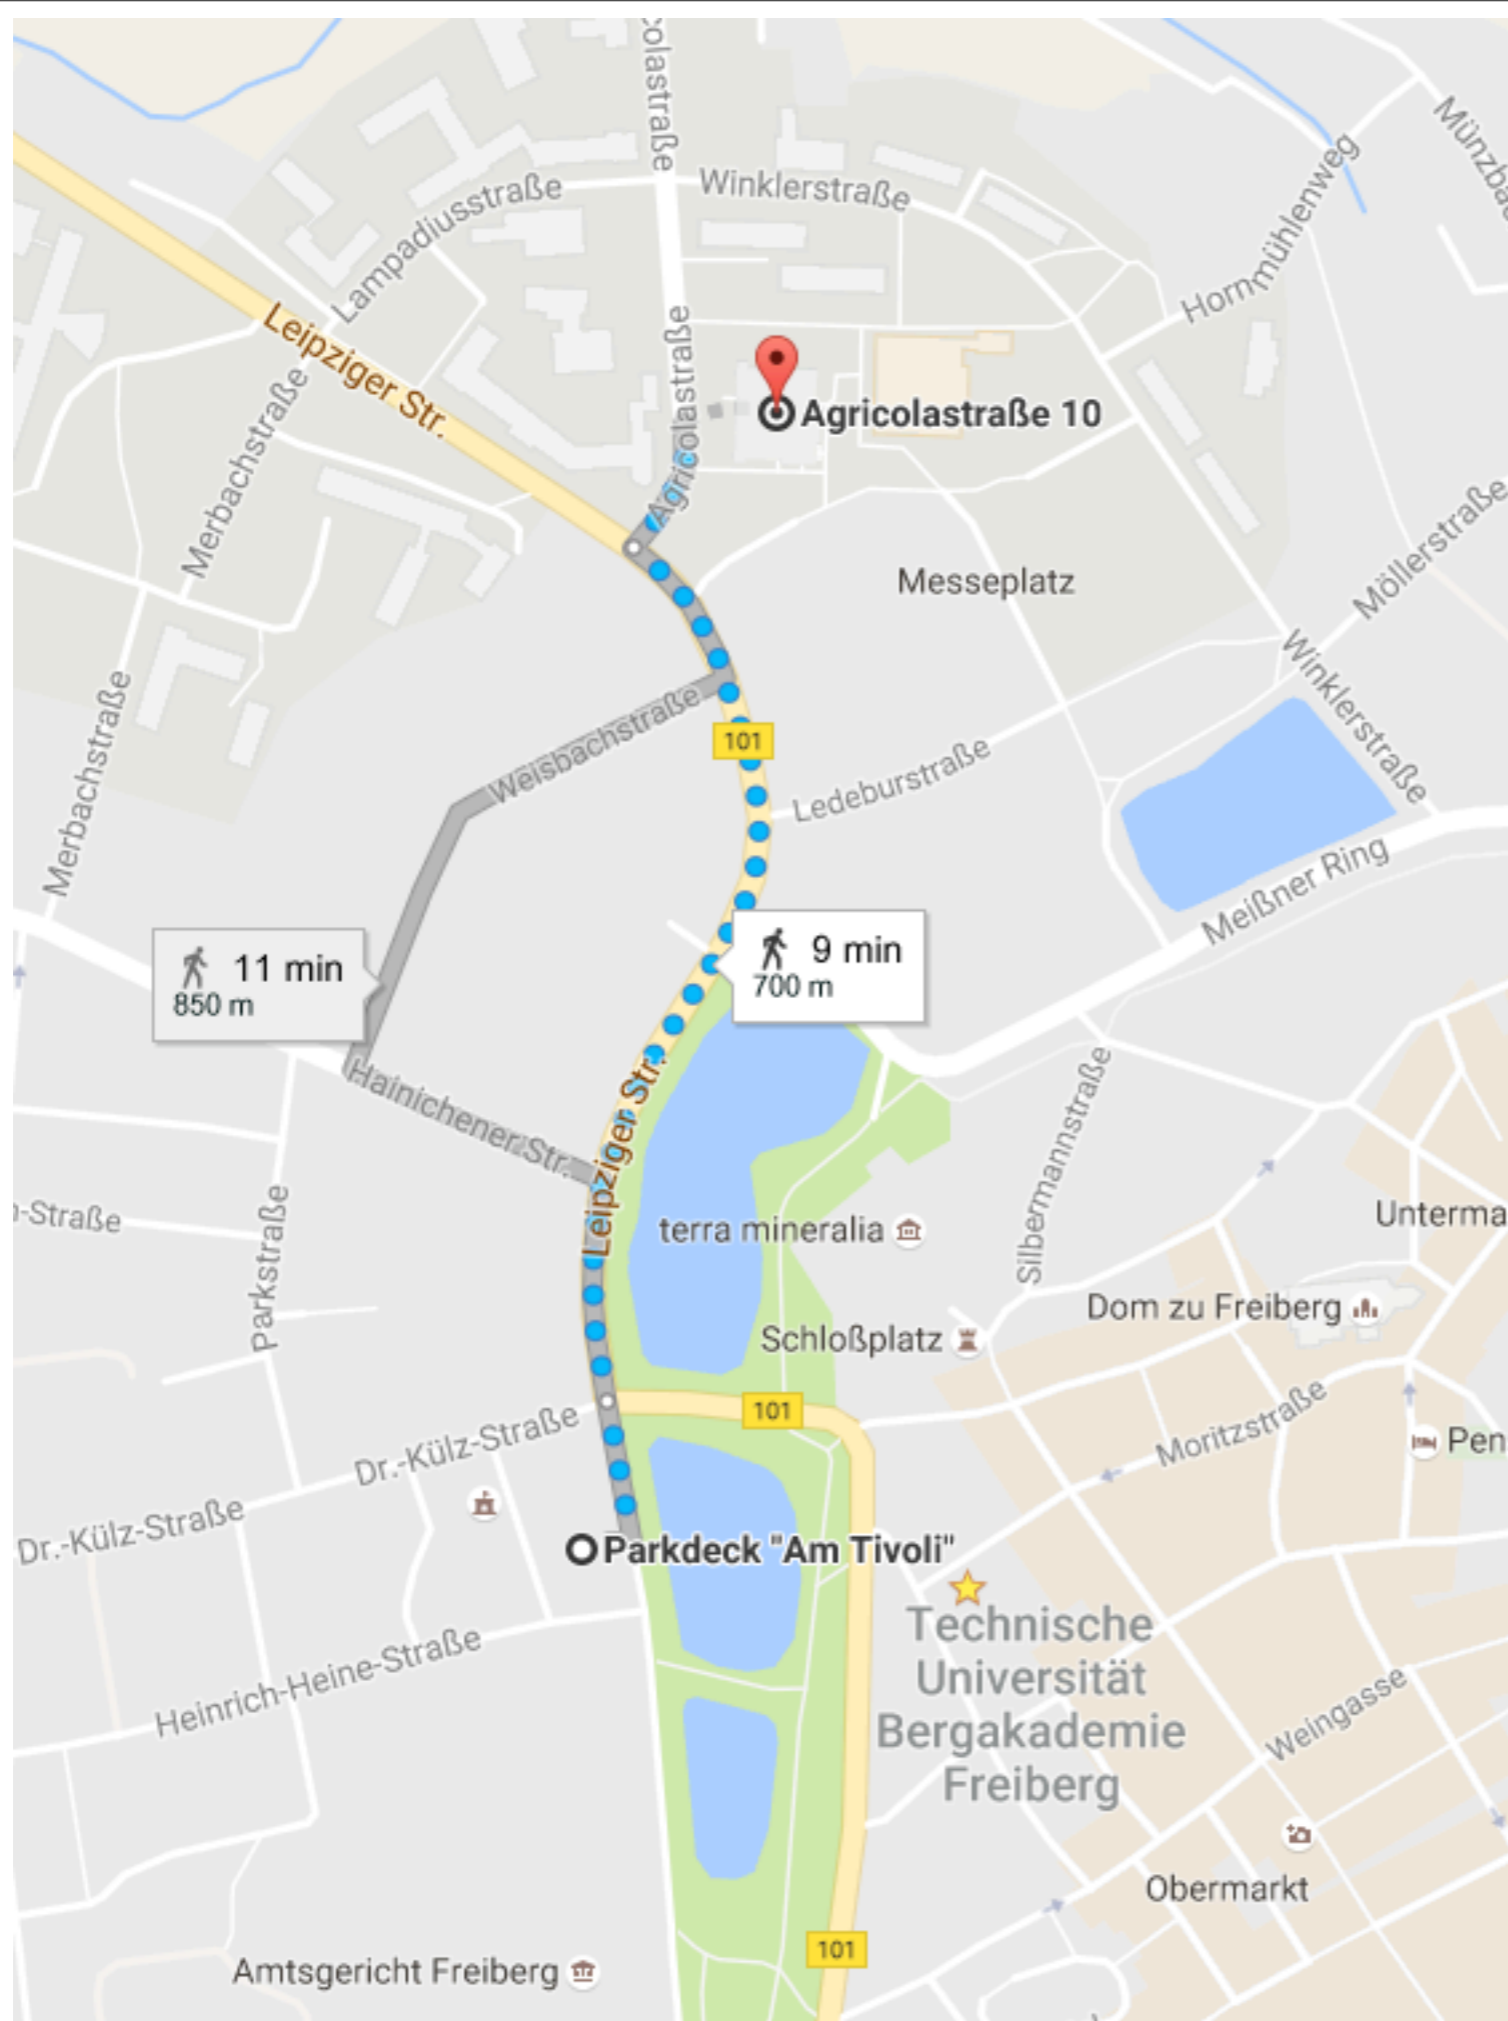 colastraße
Münzba
Lampadiusstraße
Winklerstraße
Hornmühlenweg
Leipziger Str.
Agricolastraße
Merbachstraße
Agricolastraße 10
Agricolastraße
Möllerstraße
Messeplatz
Winklerstraße
Merbachstraße
Weisbachstraße
101
Ledeburstraße
Meißner Ring
11 min
850 m
9 min
700 m
Hainichener Str.
Leipziger Str.
Silbermannstraße
-Straße
Parkstraße
terra mineralia
Unterma
Dom zu Freiberg
Schloßplatz
101
Moritzstraße
Dr.-Külz-Straße
Pen
Dr.-Külz-Straße
Parkdeck "Am Tivoli"
Technische
Universität
Bergakademie
Freiberg
Heinrich-Heine-Straße
Weingasse
Obermarkt
101
Amtsgericht Freiberg